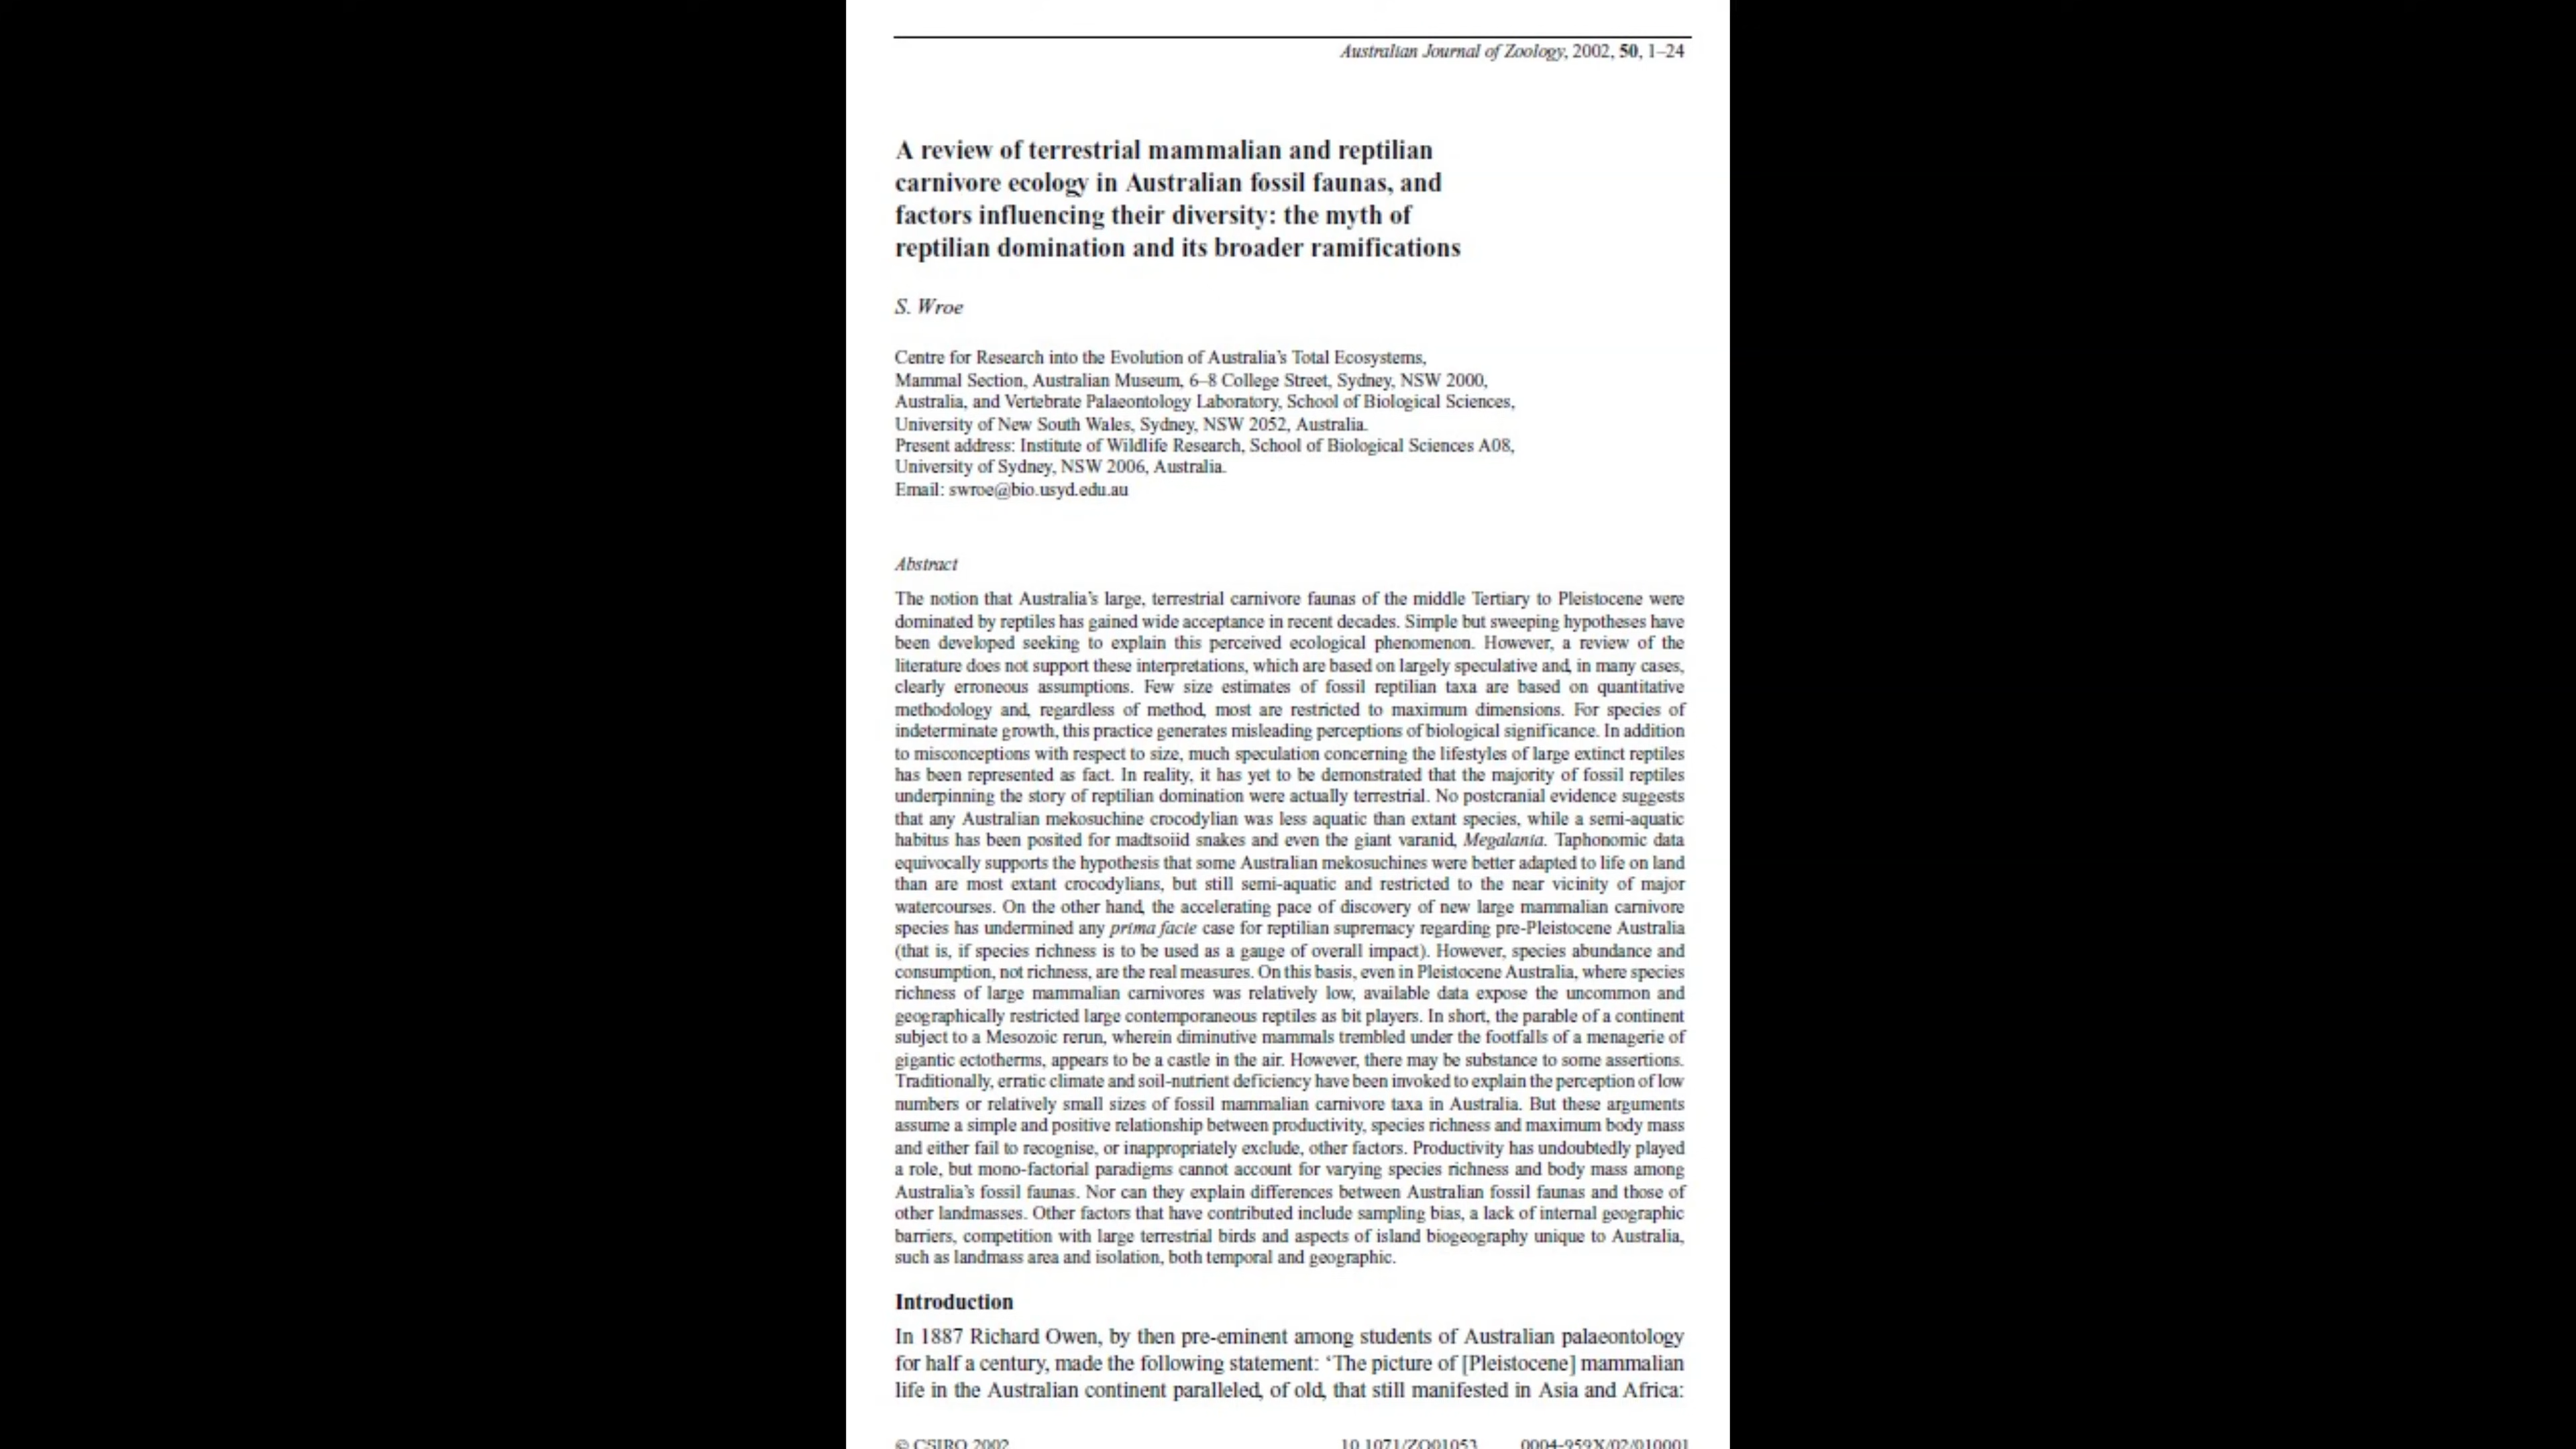 Australian Journal of Zoology, 2002, 50, 1–24
A review of terrestrial mammalian and reptilian
carnivore ecology in Australian fossil faunas, and
factors influencing their diversity: the myth of
reptilian domination and its broader ramifications
S. Wroe
Centre for Research into the Evolution of Australia's Total Ecosystems,
Mammal Section, Australian Museum, 6–8 College Street, Sydney, NSW 2000,
Australia, and Vertebrate Palaeontology Laboratory, School of Biological Sciences,
University of New South Wales, Sydney, NSW 2052, Australia.
Present address: Institute of Wildlife Research, School of Biological Sciences A08,
University of Sydney, NSW 2006, Australia.
Email: swroe@bio.usyd.edu.au
Abstract
The notion that Australia's large, terrestrial carnivore faunas of the middle Tertiary to Pleistocene were
dominated by reptiles has gained wide acceptance in recent decades. Simple but sweeping hypotheses have
been developed seeking to explain this perceived ecological phenomenon. However, a review of the
literature does not support these interpretations, which are based on largely speculative and, in many cases,
clearly erroneous assumptions. Few size estimates of fossil reptilian taxa are based on quantitative
methodology and, regardless of method, most are restricted to maximum dimensions. For species of
indeterminate growth, this practice generates misleading perceptions of biological significance. In addition
to misconceptions with respect to size, much speculation concerning the lifestyles of large extinct reptiles
has been represented as fact. In reality, it has yet to be demonstrated that the majority of fossil reptiles
underpinning the story of reptilian domination were actually terrestrial. No postcranial evidence suggests
that any Australian mekosuchine crocodylian was less aquatic than extant species, while a semi-aquatic
habitus has been posited for madtsoiid snakes and even the giant varanid, Megalania. Taphonomic data
equivocally supports the hypothesis that some Australian mekosuchines were better adapted to life on land
than are most extant crocodylians, but still semi-aquatic and restricted to the near vicinity of major
watercourses. On the other hand, the accelerating pace of discovery of new large mammalian carnivore
species has undermined any prima facie case for reptilian supremacy regarding pre-Pleistocene Australia
(that is, if species richness is to be used as a gauge of overall impact). However, species abundance and
consumption, not richness, are the real measures. On this basis, even in Pleistocene Australia, where species
richness of large mammalian carnivores was relatively low, available data expose the uncommon and
geographically restricted large contemporaneous reptiles as bit players. In short, the parable of a continent
subject to a Mesozoic rerun, wherein diminutive mammals trembled under the footfalls of a menagerie of
gigantic ectotherms, appears to be a castle in the air. However, there may be substance to some assertions.
Traditionally, erratic climate and soil-nutrient deficiency have been invoked to explain the perception of low
numbers or relatively small sizes of fossil mammalian carnivore taxa in Australia. But these arguments
assume a simple and positive relationship between productivity, species richness and maximum body mass
and either fail to recognise, or inappropriately exclude, other factors. Productivity has undoubtedly played
a role, but mono-factorial paradigms cannot account for varying species richness and body mass among
Australia's fossil faunas. Nor can they explain differences between Australian fossil faunas and those of
other landmasses. Other factors that have contributed include sampling bias, a lack of internal geographic
barriers, competition with large terrestrial birds and aspects of island biogeography unique to Australia,
such as landmass area and isolation, both temporal and geographic.
Introduction
In 1887 Richard Owen, by then pre-eminent among students of Australian palaeontology
for half a century, made the following statement: 'The picture of [Pleistocene] mammalian
life in the Australian continent paralleled, of old, that still manifested in Asia and Africa:
© CSIRO 2002 10.1071/ZO01053 0004-959X/02/010001